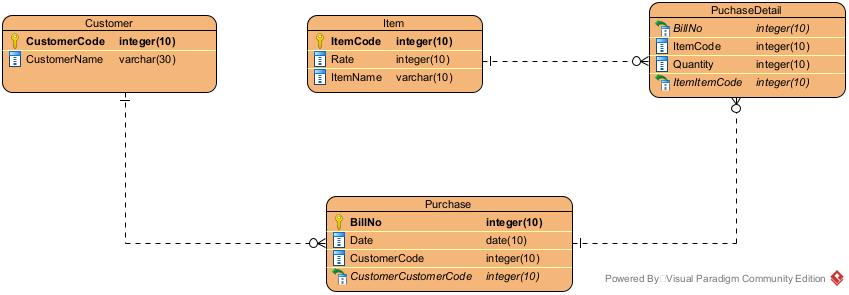 Customer
CustomerCode integer(10)
CustomerName varchar(30)
Item
ItemCode integer(10)
Rate integer(10)
ItemName varchar(10)
PuchaseDetail
BillNo integer(10)
ItemCode integer(10)
Quantity integer(10)
ItemItemCode integer(10)
Purchase
BillNo integer(10)
Date date(10)
CustomerCode integer(10)
CustomerCustomerCode integer(10)
Powered By Visual Paradigm Community Edition